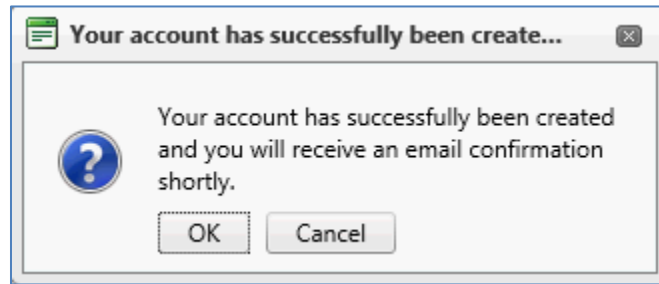 Your account has successfully been create...
Your account has successfully been created
and you will receive an email confirmation
shortly.
OK Cancel